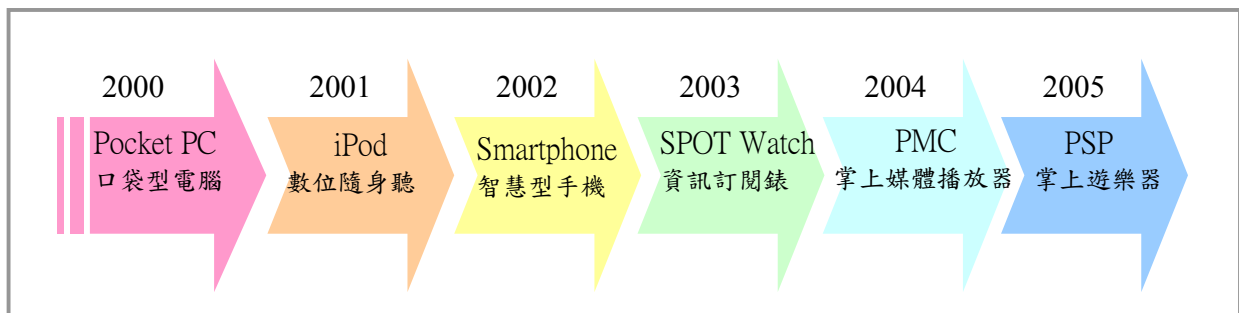 2000
Pocket PC
口袋型電腦
2001
iPod
數位隨身聽
2002
Smartphone
智慧型手機
2003
SPOT Watch
資訊訂閱錶
2004
PMC
掌上媒體播放器
2005
PSP
掌上遊樂器